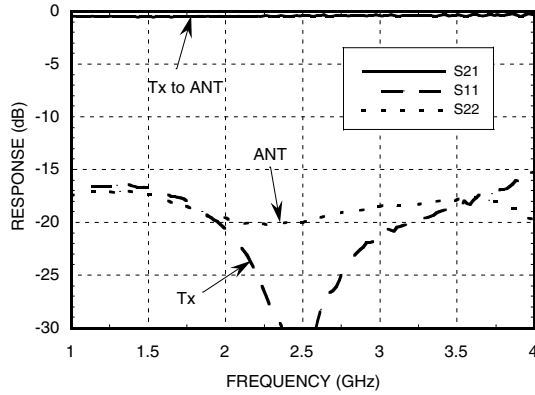 0
-5
-10
-15
-20
-25
-30
RESPONSE (dB)
Tx to ANT
S21
S11
S22
ANT
Tx
1
1.5
2
2.5
3
3.5
4
FREQUENCY (GHz)